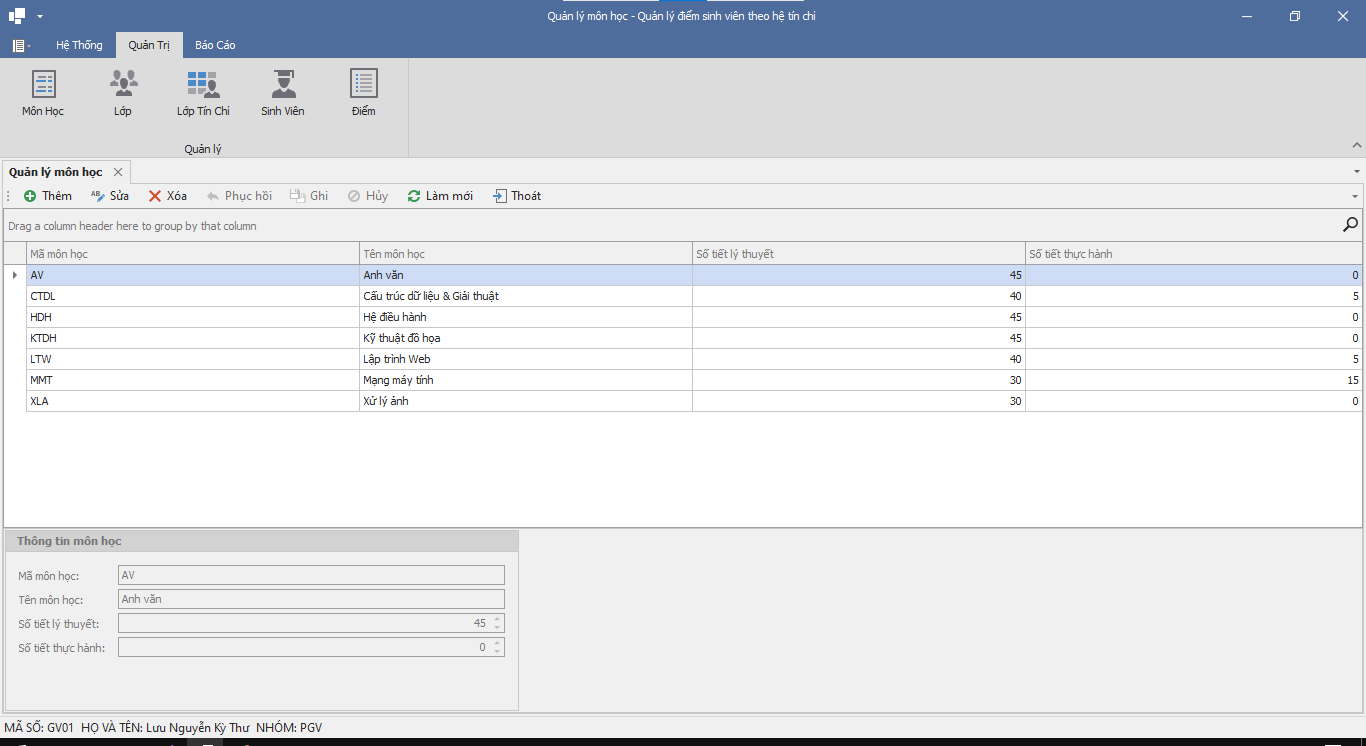 Quản lý môn học - Quản lý điểm sinh viên theo hệ tín chỉ
Hệ Thống Quản Trị Báo Cáo
Môn Học Lớp Lớp Tín Chỉ Sinh Viên Điểm
Quản lý
Quản lý môn học
Thêm Sửa Xóa Phục hồi Ghi Hủy Làm mới Thoát
Drag a column header here to group by that column
Mã môn học Tên môn học Số tiết lý thuyết Số tiết thực hành
AV Anh văn 45 0
CTDL Cấu trúc dữ liệu & Giải thuật 40 5
HDH Hệ điều hành 45 0
KTDH Kỹ thuật đồ họa 45 0
LTW Lập trình Web 40 5
MMT Mạng máy tính 30 15
XLA Xử lý ảnh 30 0
Thông tin môn học
Mã môn học: AV
Tên môn học: Anh văn
Số tiết lý thuyết: 45
Số tiết thực hành: 0
MÃ SỐ: GV01 HỌ VÀ TÊN: Lưu Nguyễn Kỳ Thư NHÓM: PGV